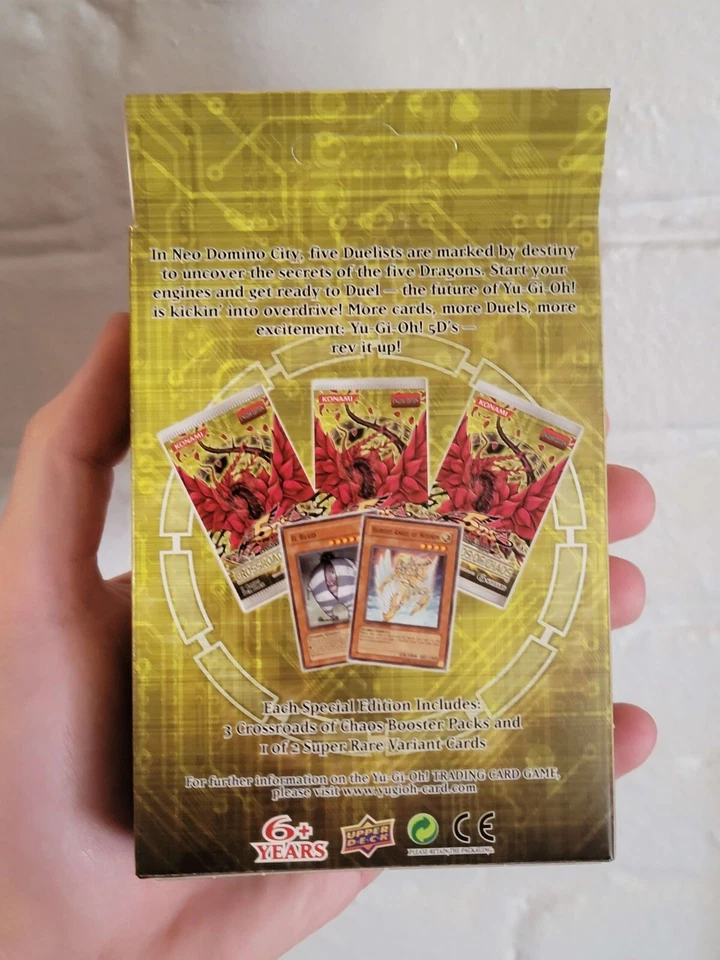 In Neo Domino City, five Duelists are marked by destiny
to uncover the secrets of the five Dragons. Start your
engines and get ready to Duel — the future of Yu-Gi-Oh!
is kickin' into overdrive! More cards, more Duels, more
excitement: Yu-Gi-Oh! 5D's —
rev it up!
KONAMI
KONAMI
KONAMI
Each Special Edition Includes:
3 Crossroads of Chaos Booster Packs and
1 of 2 Super Rare Variant Cards
For further information on the Yu-Gi-Oh! TRADING CARD GAME,
please visit www.yugioh-card.com
6+
YEARS
UPPER
D·E·C·K
PLEASE RETAIN THE PACKAGING.
CE